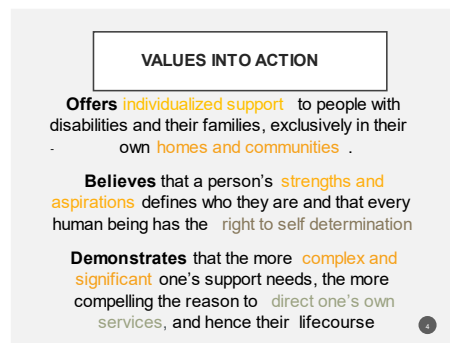 VALUES INTO ACTION
Offers individualized support to people with
disabilities and their families, exclusively in their
- own homes and communities .
Believes that a person's strengths and
aspirations defines who they are and that every
human being has the right to self determination
Demonstrates that the more complex and
significant one's support needs, the more
compelling the reason to direct one's own
services, and hence their lifecourse
4